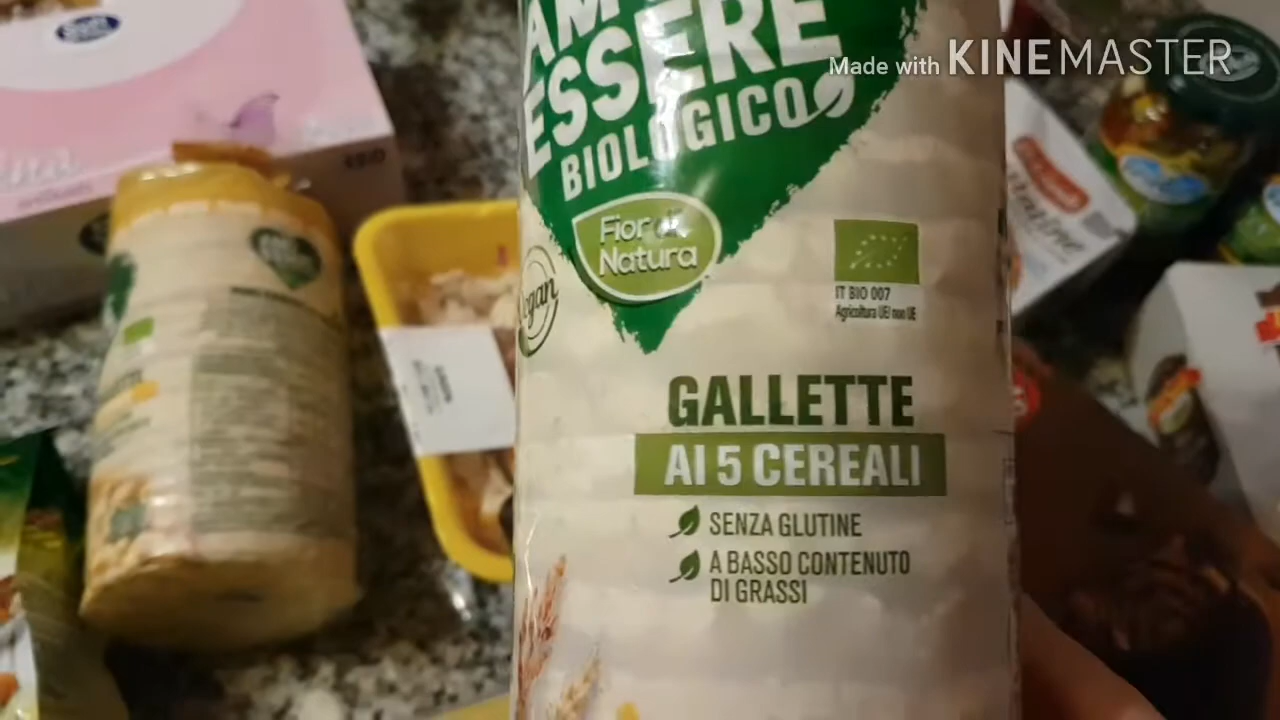 AM
ESSERE
BIOLOGICO
Made with KINEMASTER
Fior di
Natura
Vegan
IT BIO 007
Agricoltura UE/ non UE
GALLETTE
AI 5 CEREALI
SENZA GLUTINE
A BASSO CONTENUTO
DI GRASSI